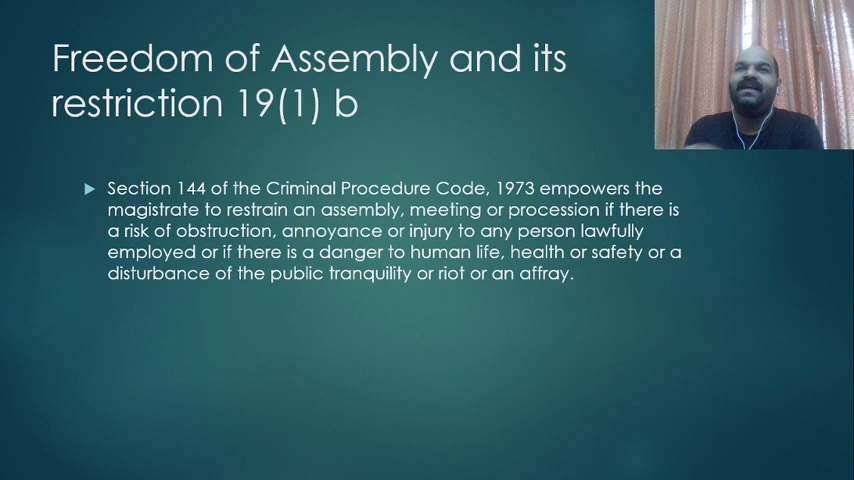 Freedom of Assembly and its
restriction 19(1) b
Section 144 of the Criminal Procedure Code, 1973 empowers the
magistrate to restrain an assembly, meeting or procession if there is
a risk of obstruction, annoyance or injury to any person lawfully
employed or if there is a danger to human life, health or safety or a
disturbance of the public tranquility or riot or an affray.